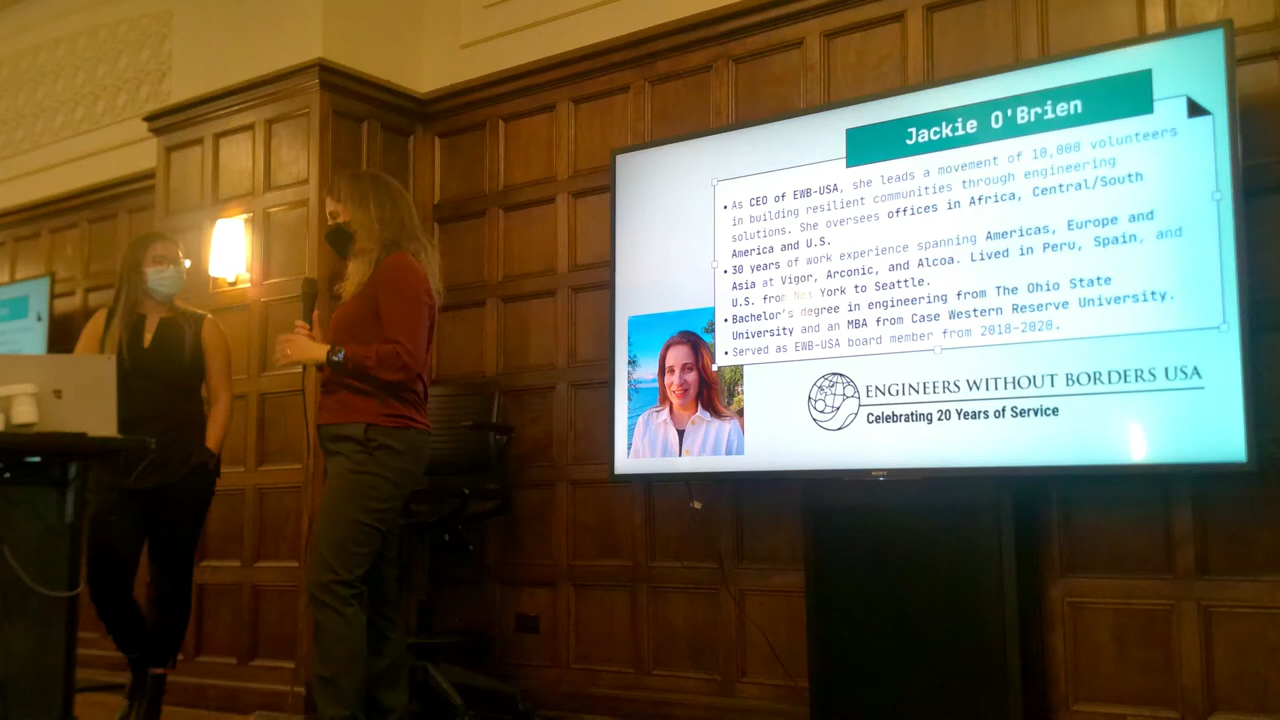 Jackie O'Brien
• As CEO of EWB-USA, she leads a movement of 10,000 volunteers
in building resilient communities through engineering
solutions. She oversees offices in Africa, Central/South
America and U.S.
• 30 years of work experience spanning Americas, Europe and
Asia at Vigor, Arconic, and Alcoa. Lived in Peru, Spain, and
U.S. from New York to Seattle.
• Bachelor's degree in engineering from The Ohio State
University and an MBA from Case Western Reserve University.
• Served as EWB-USA board member from 2018-2020.
ENGINEERS WITHOUT BORDERS USA
Celebrating 20 Years of Service
SONY